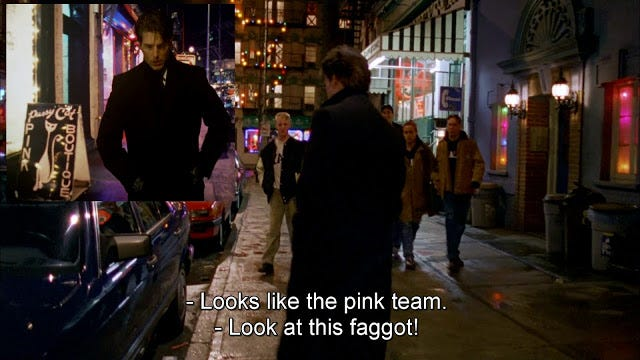 Pussy Cat
BOUTIQUE
PINK
- Looks like the pink team.
- Look at this faggot!